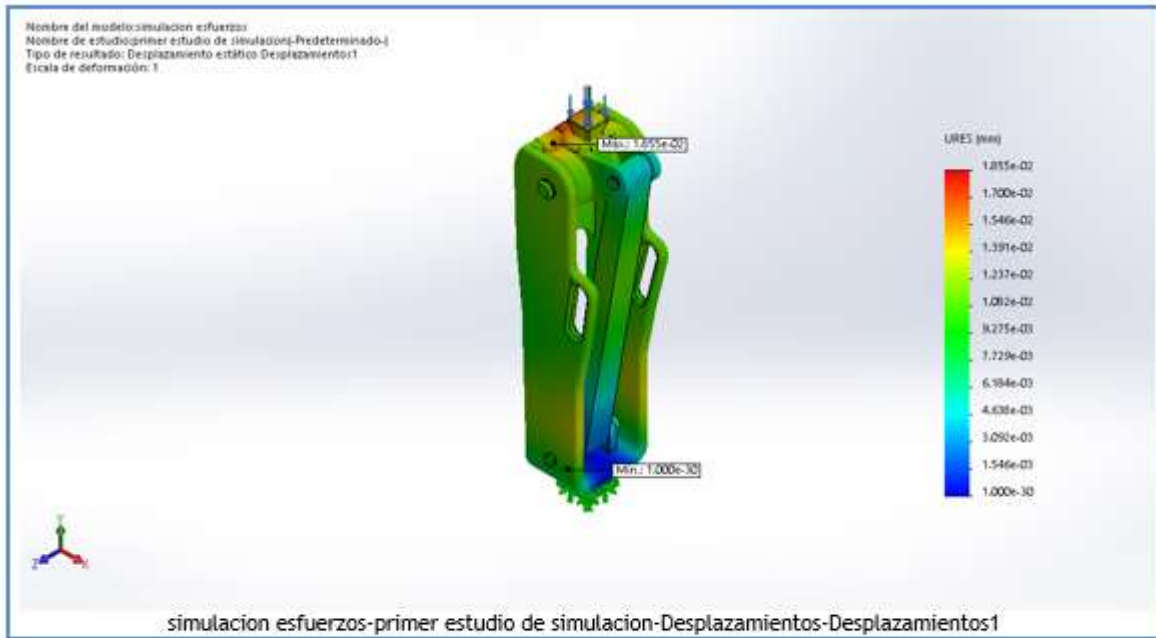 Nombre del modelo:simulacion esfuerzos
Nombre de estudio:primer estudio de simulacion(-Predeterminado-)
Tipo de resultado: Desplazamiento estático Desplazamientos1
Escala de deformación: 1
Máx.: 1.855e-02
URES (mm)
1.855e-02
1.700e-02
1.546e-02
1.391e-02
1.237e-02
1.082e-02
9.275e-03
7.729e-03
6.184e-03
4.638e-03
3.092e-03
1.546e-03
1.000e-30
Mín.: 1.000e-30
Y
Z
X
simulacion esfuerzos-primer estudio de simulacion-Desplazamientos-Desplazamientos1